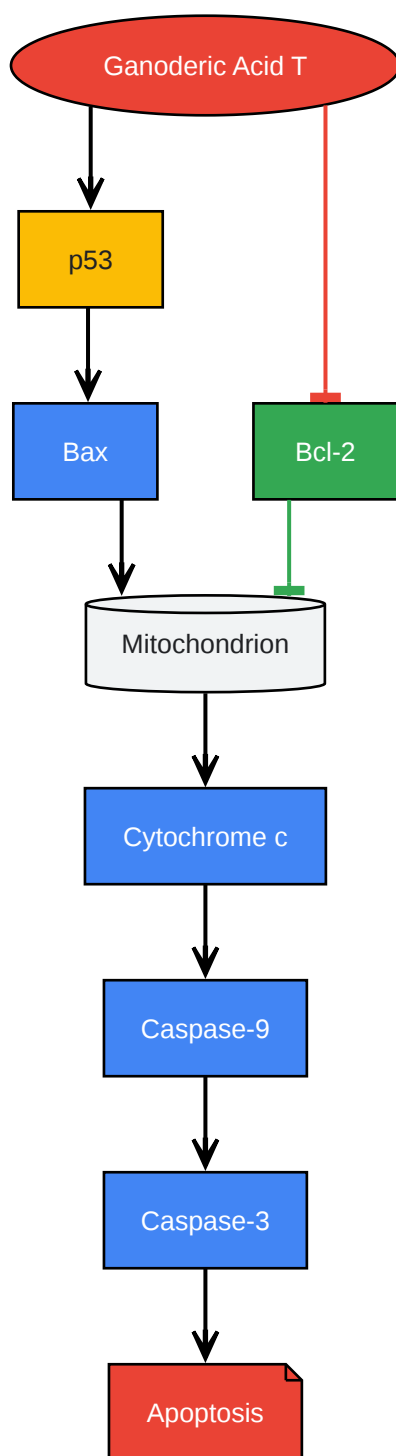 Ganoderic Acid T
p53
Bax
Bcl-2
Mitochondrion
Cytochrome c
Caspase-9
Caspase-3
Apoptosis